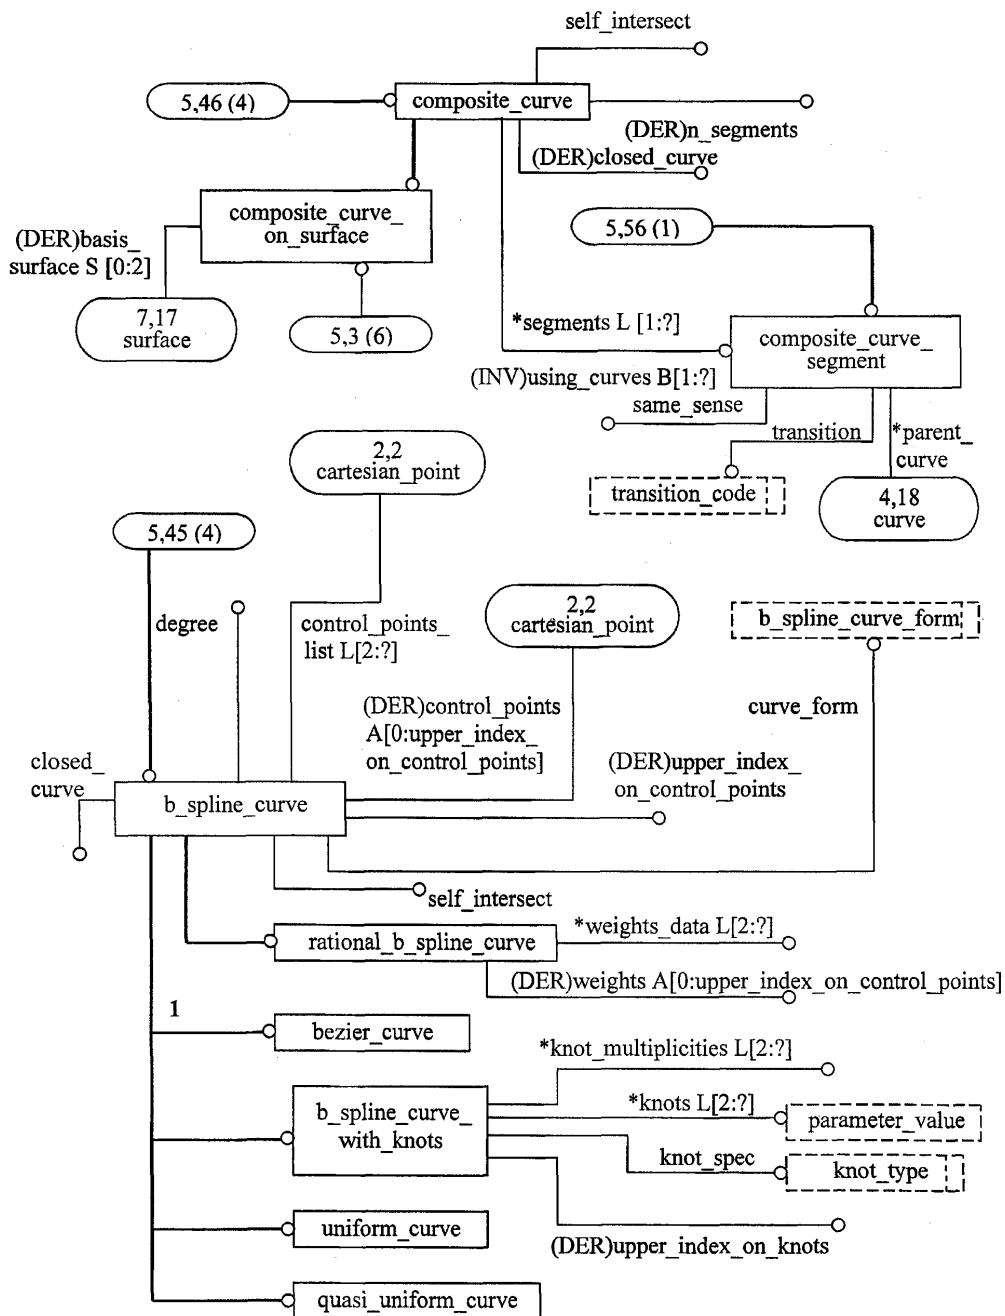 self_intersect
5,46 (4)
composite_curve
(DER)n_segments
(DER)closed_curve
composite_curve_
on_surface
5,56 (1)
(DER)basis_
surface S [0:2]
7,17
surface
5,3 (6)
*segments L [1:?]
composite_curve_
segment
(INV)using_curves B[1:?]
same_sense
transition
*parent_
curve
2,2
cartesian_point
transition_code
4,18
curve
5,45 (4)
degree
control_points_
list L[2:?]
2,2
cartesian_point
b_spline_curve_form
(DER)control_points
A[0:upper_index_
on_control_points]
curve_form
closed_
curve
(DER)upper_index_
on_control_points
b_spline_curve
self_intersect
rational_b_spline_curve
*weights_data L[2:?]
(DER)weights A[0:upper_index_on_control_points]
1
bezier_curve
*knot_multiplicities L[2:?]
b_spline_curve_
with_knots
*knots L[2:?]
parameter_value
knot_spec
knot_type
uniform_curve
(DER)upper_index_on_knots
quasi_uniform_curve